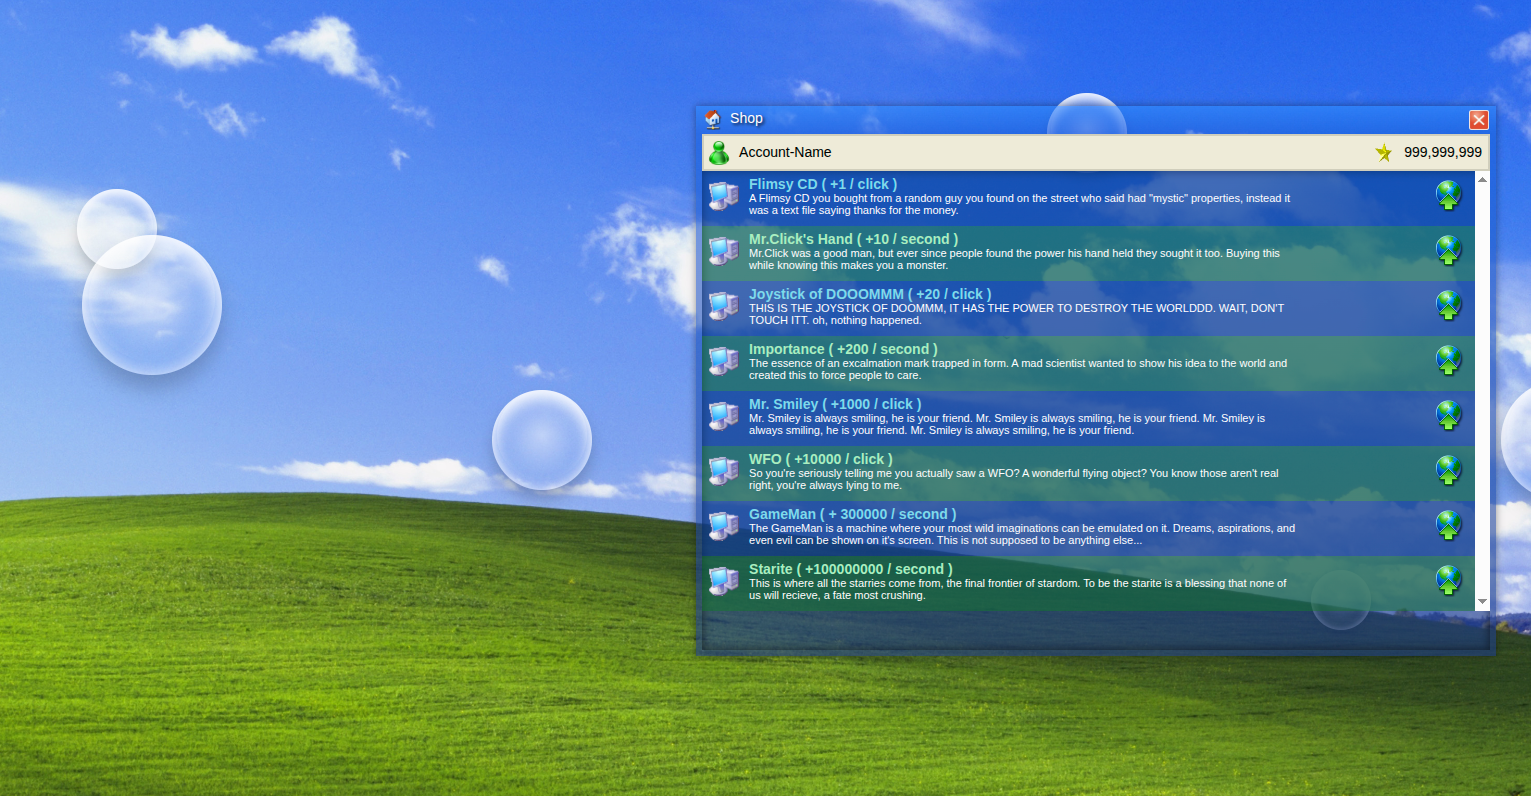 Shop
Account-Name 999,999,999
Flimsy CD ( +1 / click )
A Flimsy CD you bought from a random guy you found on the street who said had "mystic" properties, instead it
was a text file saying thanks for the money.
Mr.Click's Hand ( +10 / second )
Mr.Click was a good man, but ever since people found the power his hand held they sought it too. Buying this
while knowing this makes you a monster.
Joystick of DOOOMMM ( +20 / click )
THIS IS THE JOYSTICK OF DOOMMM, IT HAS THE POWER TO DESTROY THE WORLDDD. WAIT, DON'T
TOUCH ITT. oh, nothing happened.
Importance ( +200 / second )
The essence of an excalmation mark trapped in form. A mad scientist wanted to show his idea to the world and
created this to force people to care.
Mr. Smiley ( +1000 / click )
Mr. Smiley is always smiling, he is your friend. Mr. Smiley is always smiling, he is your friend. Mr. Smiley is
always smiling, he is your friend. Mr. Smiley is always smiling, he is your friend.
WFO ( +10000 / click )
So you're seriously telling me you actually saw a WFO? A wonderful flying object? You know those aren't real
right, you're always lying to me.
GameMan ( + 300000 / second )
The GameMan is a machine where your most wild imaginations can be emulated on it. Dreams, aspirations, and
even evil can be shown on it's screen. This is not supposed to be anything else...
Starite ( +100000000 / second )
This is where all the starries come from, the final frontier of stardom. To be the starite is a blessing that none of
us will recieve, a fate most crushing.